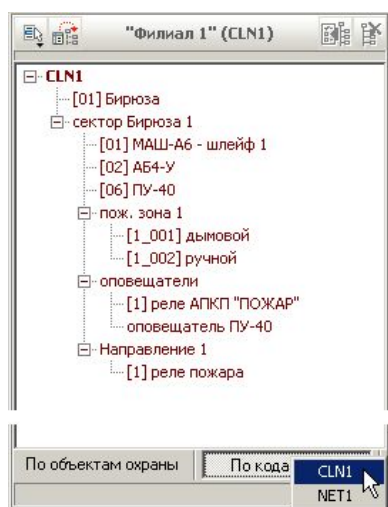 "Филиал 1" (CLN1)
CLN1
[01] Бирюза
сектор Бирюза 1
[01] МАШ-А6 - шлейф 1
[02] АБ4-У
[06] ПУ-40
пож. зона 1
[1_001] дымовой
[1_002] ручной
оповещатели
[1] реле АПКП "ПОЖАР"
оповещатель ПУ-40
Направление 1
[1] реле пожара
По объектам охраны По кода
CLN1
NET1